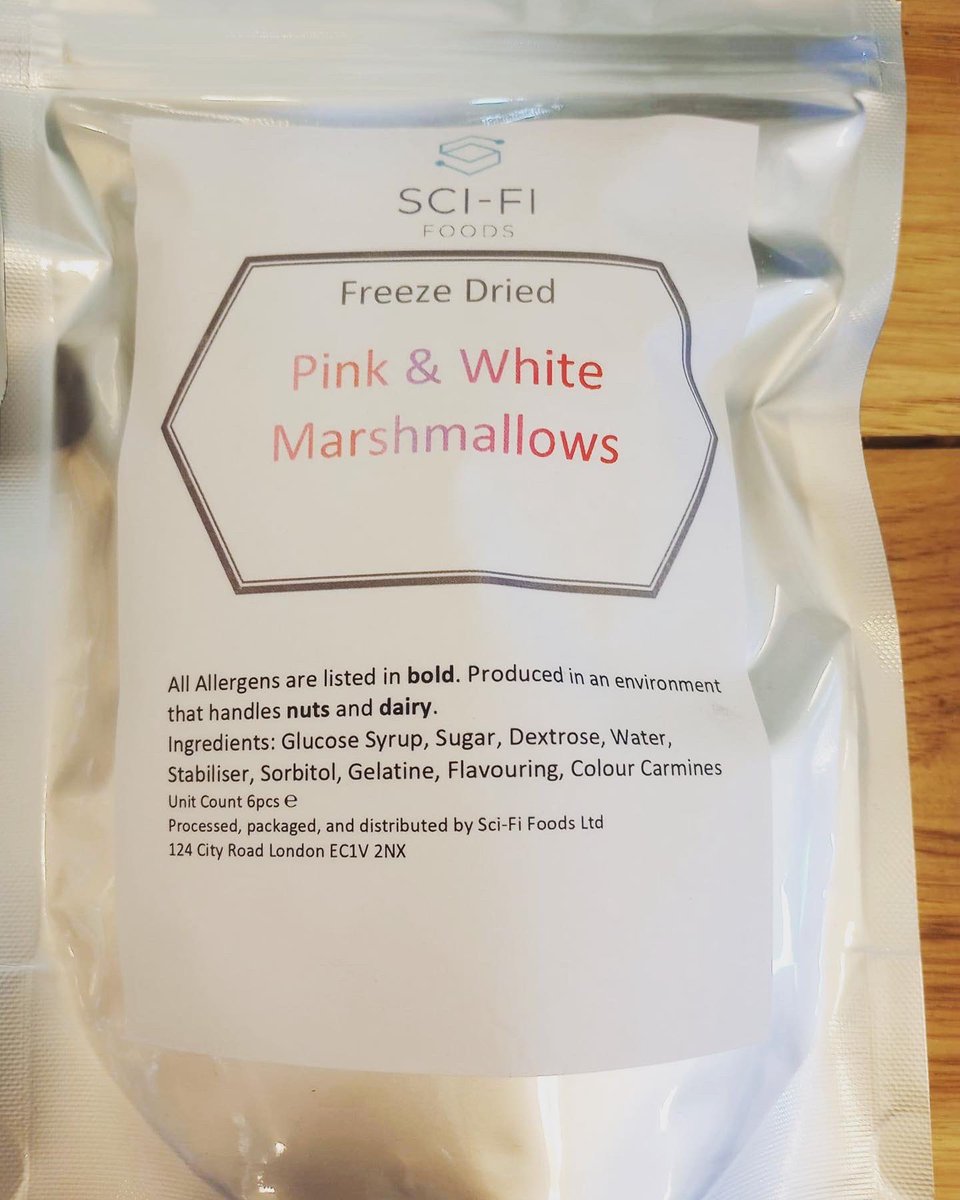 SCI-FI
FOODS
Freeze Dried
Pink & White
Marshmallows
All Allergens are listed in bold. Produced in an environment
that handles nuts and dairy.
Ingredients: Glucose Syrup, Sugar, Dextrose, Water,
Stabiliser, Sorbitol, Gelatine, Flavouring, Colour Carmines
Unit Count 6pcs ℮
Processed, packaged, and distributed by Sci-Fi Foods Ltd
124 City Road London EC1V 2NX